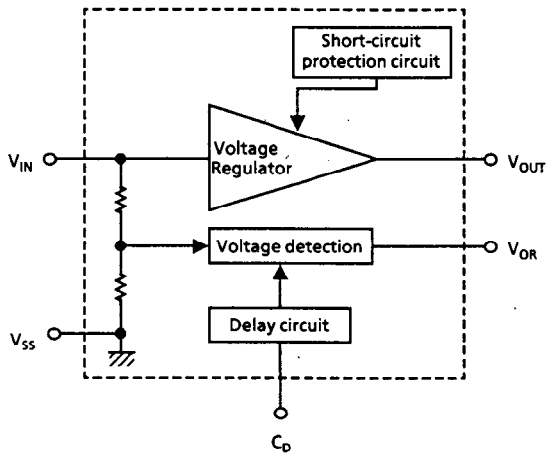 Short-circuit
protection circuit
Voltage
Regulator
VIN
VOUT
Voltage detection
VOR
Delay circuit
VSS
CD